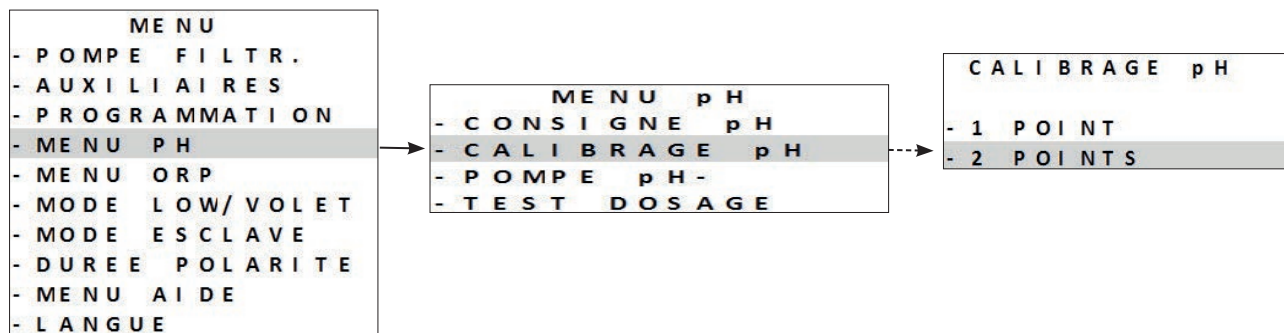 MENU
- POMPE FILTR.
- AUXILIAIRES
- PROGRAMMATION
- MENU PH
- MENU ORP
- MODE LOW/VOLET
- MODE ESCLAVE
- DUREE POLARITE
- MENU AIDE
- LANGUE
MENU pH
- CONSIGNE pH
- CALIBRAGE pH
- POMPE pH-
- TEST DOSAGE
CALIBRAGE pH
- 1 POINT
- 2 POINTS